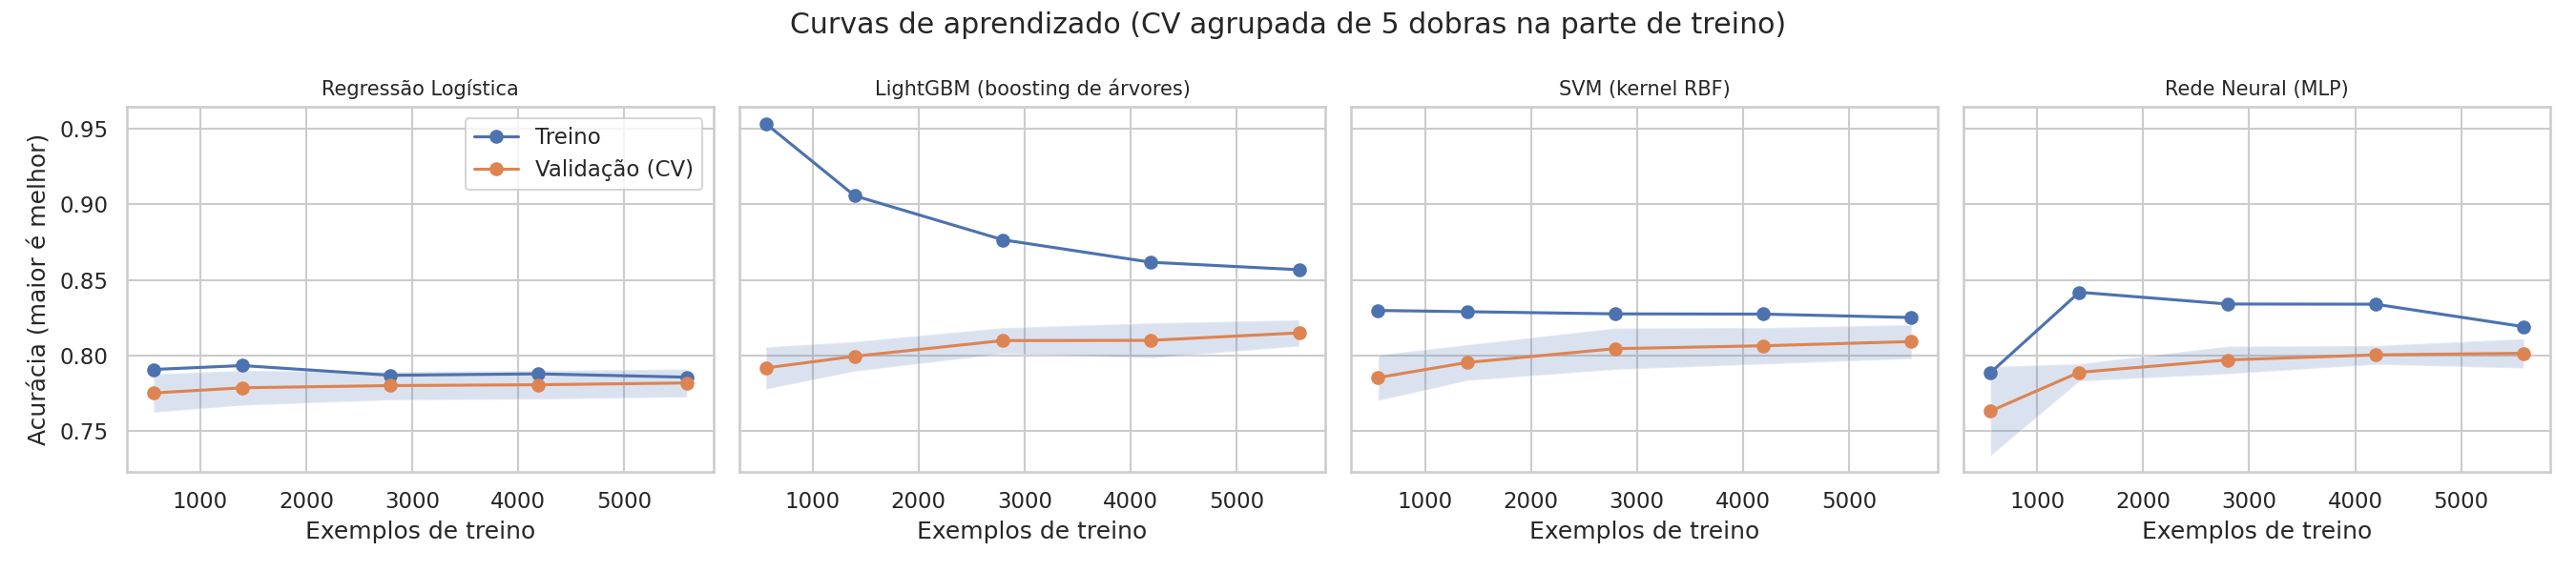 Curvas de aprendizado (CV agrupada de 5 dobras na parte de treino)
Regressão Logística
LightGBM (boosting de árvores)
SVM (kernel RBF)
Rede Neural (MLP)
Acurácia (maior é melhor)
0.95
0.90
0.85
0.80
0.75
Treino
Validação (CV)
1000 2000 3000 4000 5000
1000 2000 3000 4000 5000
1000 2000 3000 4000 5000
1000 2000 3000 4000 5000
Exemplos de treino
Exemplos de treino
Exemplos de treino
Exemplos de treino